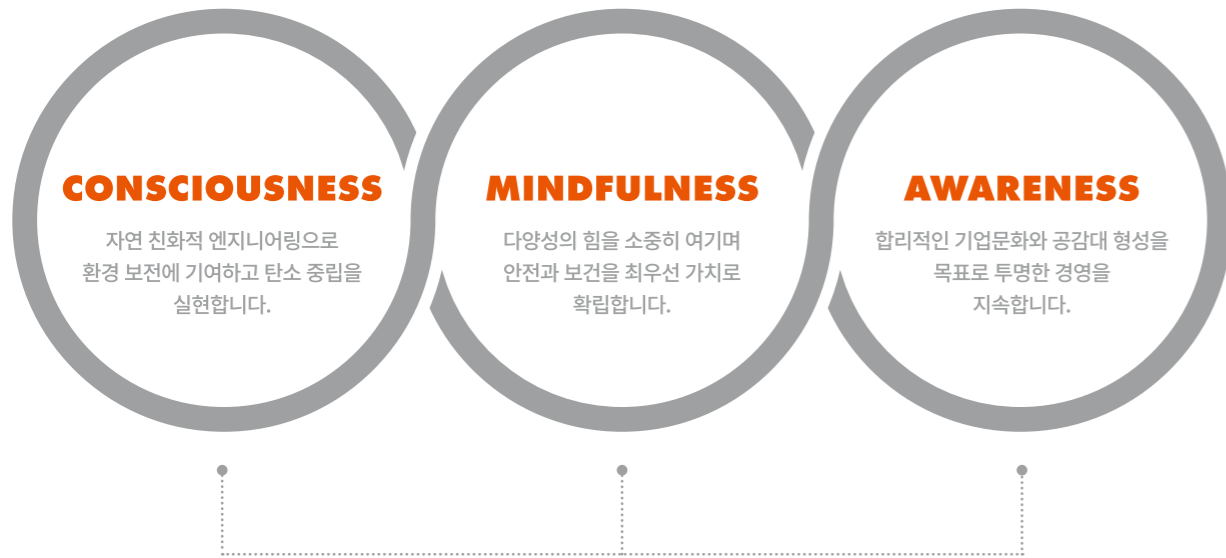 CONSCIOUSNESS
자연 친화적 엔지니어링으로
환경 보전에 기여하고 탄소 중립을
실현합니다.
MINDFULNESS
다양성의 힘을 소중히 여기며
안전과 보건을 최우선 가치로
확립합니다.
AWARENESS
합리적인 기업문화와 공감대 형성을
목표로 투명한 경영을
지속합니다.